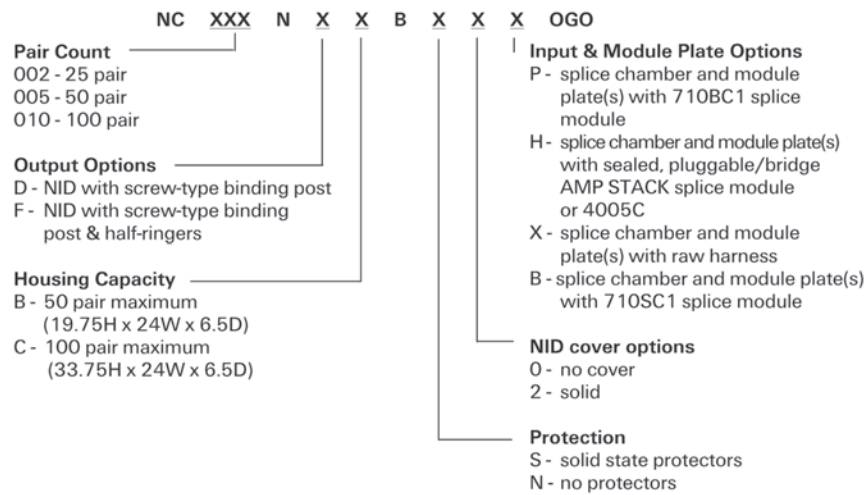 NC XXX N X X B X X X OGO
Pair Count
002 - 25 pair
005 - 50 pair
010 - 100 pair
Output Options
D - NID with screw-type binding post
F - NID with screw-type binding
post & half-ringers
Housing Capacity
B - 50 pair maximum
(19.75H x 24W x 6.5D)
C - 100 pair maximum
(33.75H x 24W x 6.5D)
Input & Module Plate Options
P - splice chamber and module
plate(s) with 710BC1 splice
module
H - splice chamber and module plate(s)
with sealed, pluggable/bridge
AMP STACK splice module
or 4005C
X - splice chamber and module
plate(s) with raw harness
B - splice chamber and module plate(s)
with 710SC1 splice module
NID cover options
0 - no cover
2 - solid
Protection
S - solid state protectors
N - no protectors